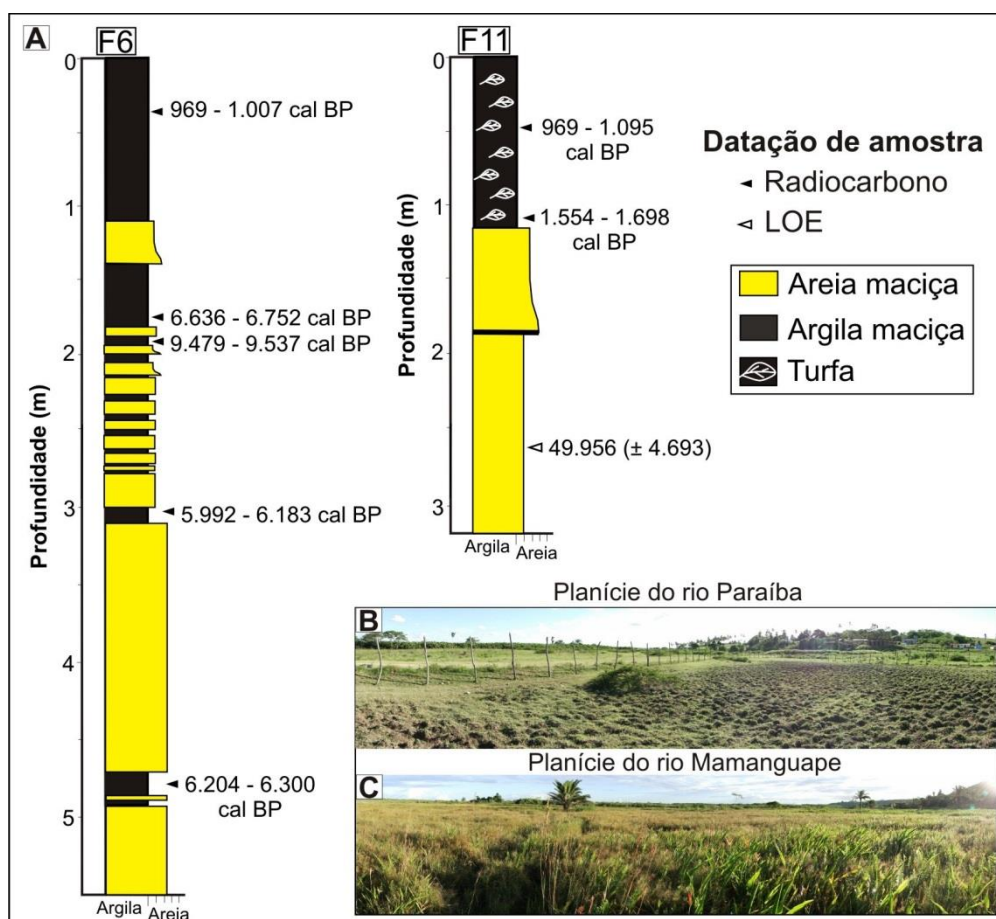 A
F6
0
1
2
3
4
5
Profundidade (m)
969 - 1.007 cal BP
6.636 - 6.752 cal BP
9.479 - 9.537 cal BP
5.992 - 6.183 cal BP
6.204 - 6.300
cal BP
Argila
Areia
F11
0
1
2
3
Profundidade (m)
969 - 1.095
cal BP
1.554 - 1.698
cal BP
49.956 (± 4.693)
Argila
Areia
Datação de amostra
Radiocarbono
LOE
Areia maciça
Argila maciça
Turfa
Planície do rio Paraíba
B
Planície do rio Mamanguape
C